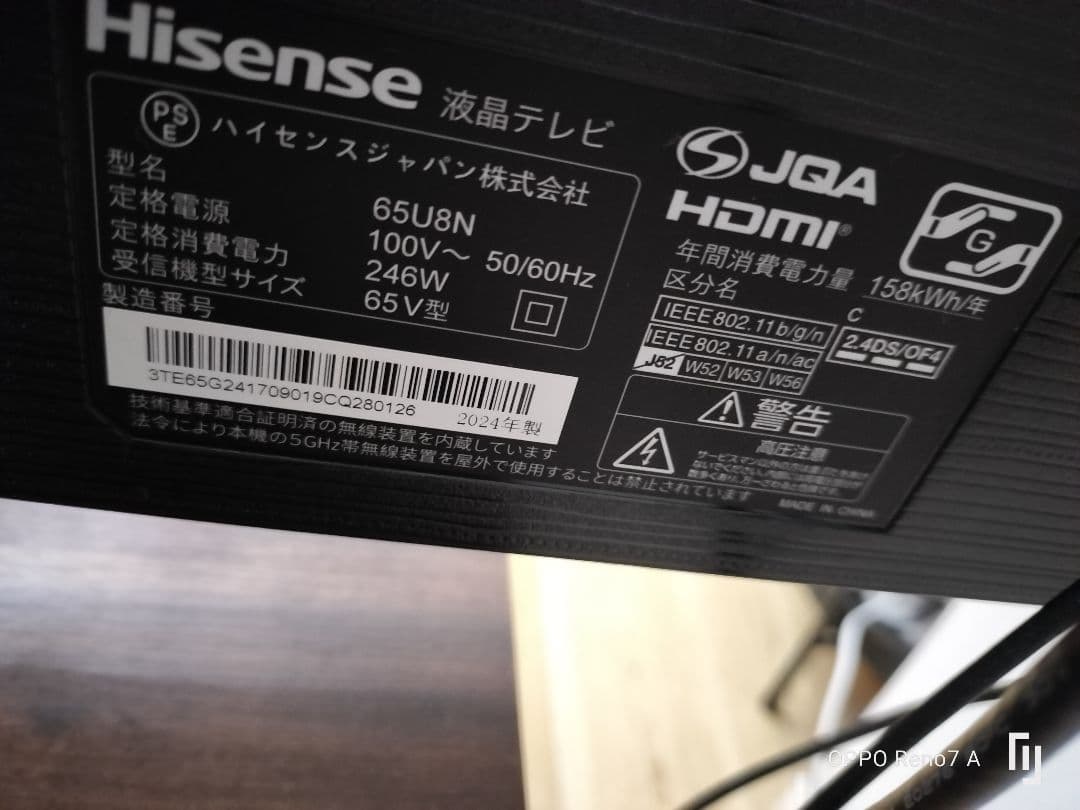 Hisense 液晶テレビ
PS
E
ハイセンスジャパン株式会社
型名 65U8N
定格電源 100V～ 50/60Hz
定格消費電力 246W
受信機型サイズ 65V型
製造番号
3TE65G241709019CQ280126
2024年製
技術基準適合証明済の無線装置を内蔵しています
法令により本機の5GHz帯無線装置を屋外で使用することは禁止されています
JQA
HDMI®
G
年間消費電力量 158kWh/年
区分名 C
IEEE802.11b/g/n
2.4DS/OF4
IEEE802.11a/n/ac
J52 W52 W53 W56
警告
高圧注意
MADE IN CHINA
OPPO Reno7 A